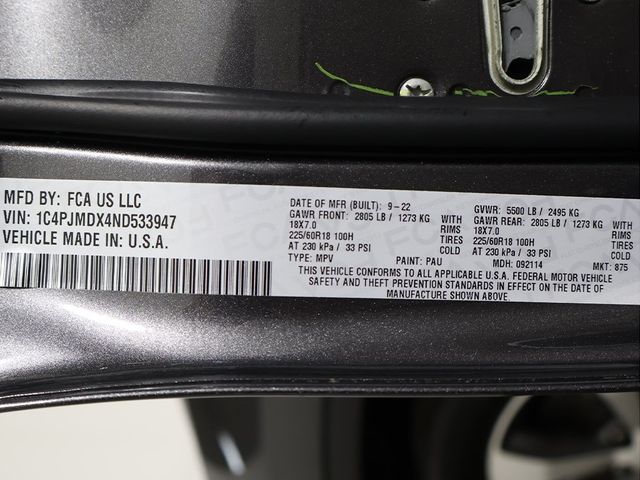 MFD BY: FCA US LLC
VIN: 1C4PJMDX4ND533947
VEHICLE MADE IN: U.S.A.
DATE OF MFR (BUILT): 9-22
GVWR: 5500 LB / 2495 KG
GAWR FRONT: 2805 LB / 1273 KG WITH
GAWR REAR: 2805 LB / 1273 KG WITH
18X7.0 RIMS
18X7.0 RIMS
225/60R18 100H TIRES
225/60R18 100H TIRES
AT 230 kPa / 33 PSI COLD
AT 230 kPa / 33 PSI COLD
TYPE: MPV PAINT: PAU MDH: 092114 MKT: 875
THIS VEHICLE CONFORMS TO ALL APPLICABLE U.S.A. FEDERAL MOTOR VEHICLE
SAFETY AND THEFT PREVENTION STANDARDS IN EFFECT ON THE DATE OF
MANUFACTURE SHOWN ABOVE